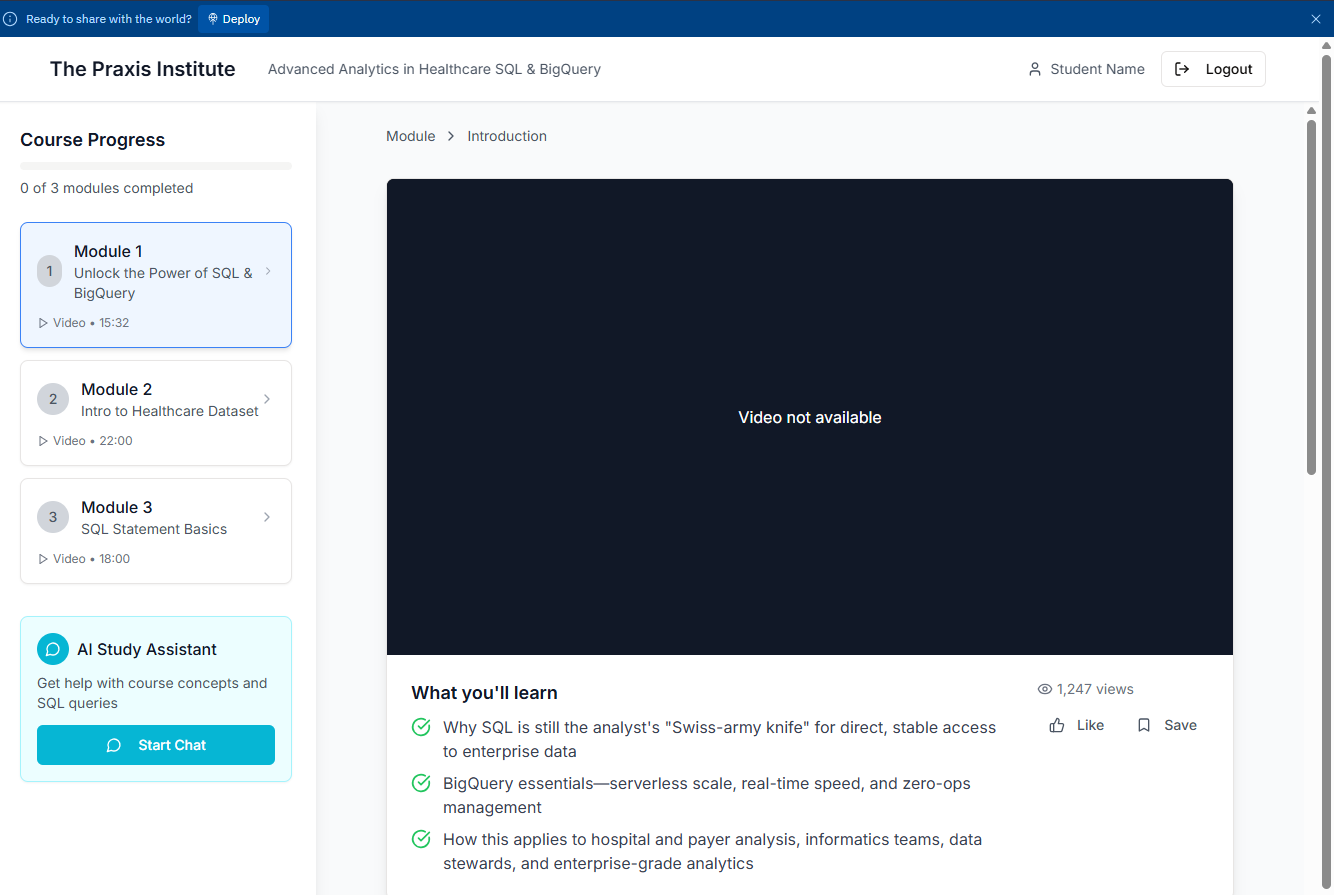 Ready to share with the world? Deploy
The Praxis Institute
Advanced Analytics in Healthcare SQL & BigQuery
Student Name
Logout
Course Progress
0 of 3 modules completed
1
Module 1
Unlock the Power of SQL &
BigQuery
Video • 15:32
2
Module 2
Intro to Healthcare Dataset
Video • 22:00
3
Module 3
SQL Statement Basics
Video • 18:00
AI Study Assistant
Get help with course concepts and
SQL queries
Start Chat
Module > Introduction
Video not available
What you'll learn
1,247 views
Like
Save
Why SQL is still the analyst's "Swiss-army knife" for direct, stable access
to enterprise data
BigQuery essentials—serverless scale, real-time speed, and zero-ops
management
How this applies to hospital and payer analysis, informatics teams, data
stewards, and enterprise-grade analytics